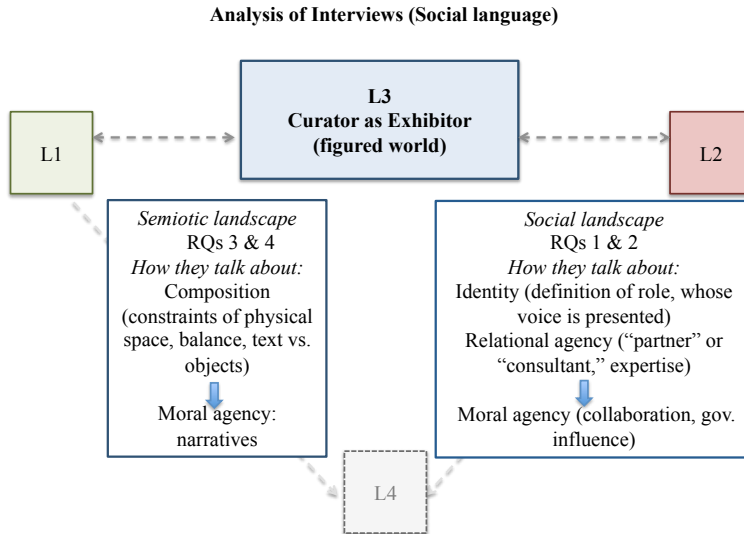 Analysis of Interviews (Social language)
L3
Curator as Exhibitor
(figured world)
L1
L2
Semiotic landscape
RQs 3 & 4
How they talk about:
Composition
(constraints of physical
space, balance, text vs.
objects)
Moral agency:
narratives
Social landscape
RQs 1 & 2
How they talk about:
Identity (definition of role, whose
voice is presented)
Relational agency (“partner” or
“consultant,” expertise)
Moral agency (collaboration, gov.
influence)
L4